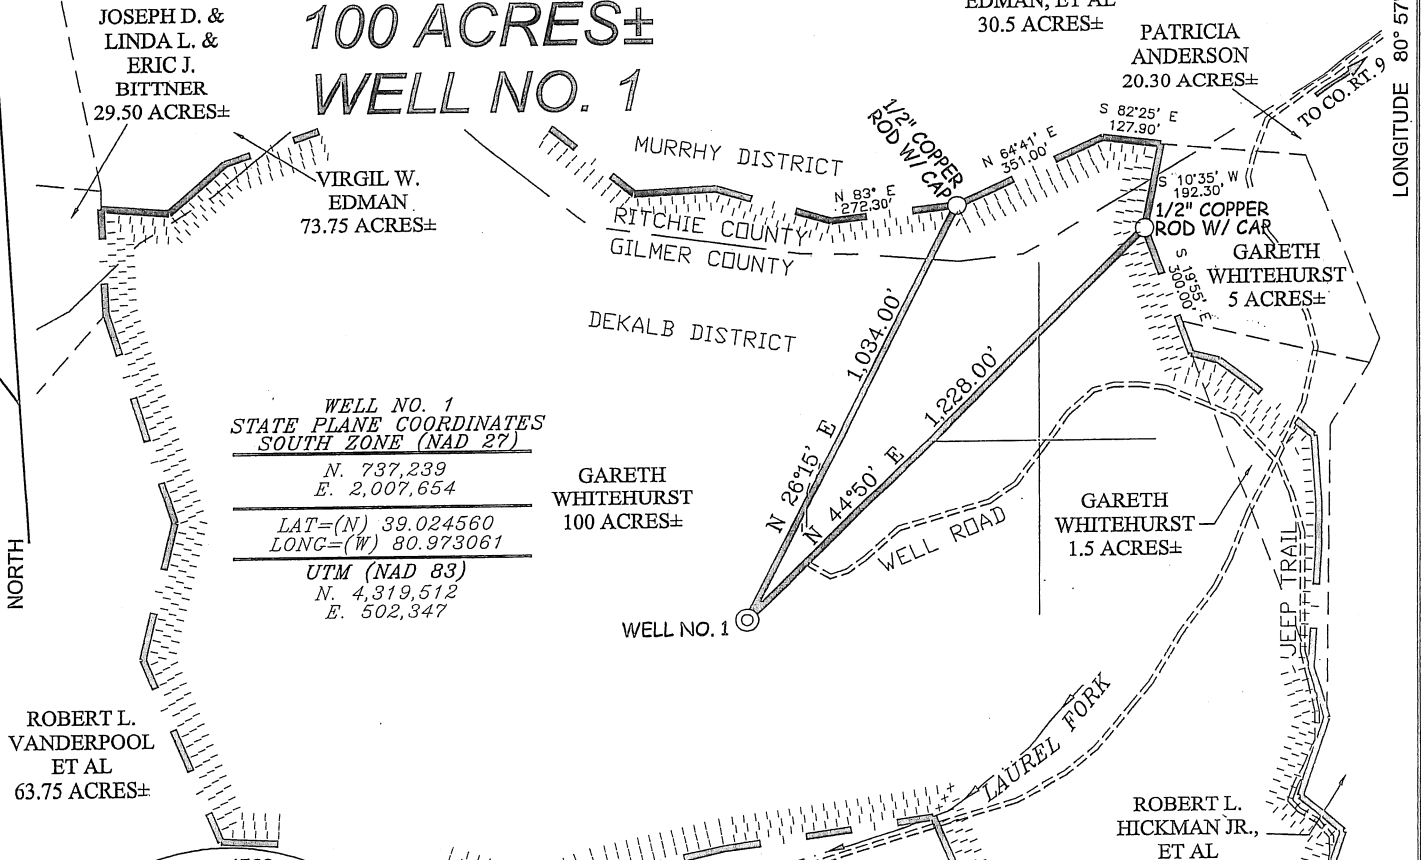 JOSEPH D. &
LINDA L. &
ERIC J.
BITTNER
29.50 ACRES±
100 ACRES±
WELL NO. 1
EDMAN, ET AL
30.5 ACRES±
PATRICIA
ANDERSON
20.30 ACRES±
TO CO. RT. 9
LONGITUDE 80° 57'
VIRGIL W.
EDMAN
73.75 ACRES±
MURRHY DISTRICT
1/2" COPPER
ROD W/ CAP
N 64°41' E
351.00'
S 82°25' E
127.90'
N 83° E
272.30'
S 10°35' W
192.30'
1/2" COPPER
ROD W/ CAP
RITCHIE COUNTY
GILMER COUNTY
S 19°55' E
300.00'
GARETH
WHITEHURST
5 ACRES±
DEKALB DISTRICT
1,034.00'
N 26°15' E
1,228.00'
N 44°50' E
WELL NO. 1
STATE PLANE COORDINATES
SOUTH ZONE (NAD 27)
N. 737,239
E. 2,007,654
LAT=(N) 39.024560
LONG=(W) 80.973061
UTM (NAD 83)
N. 4,319,512
E. 502,347
GARETH
WHITEHURST
100 ACRES±
GARETH
WHITEHURST
1.5 ACRES±
WELL ROAD
JEEP TRAIL
NORTH
WELL NO. 1
LAUREL FORK
ROBERT L.
VANDERPOOL
ET AL
63.75 ACRES±
ROBERT L.
HICKMAN JR.,
ET AL